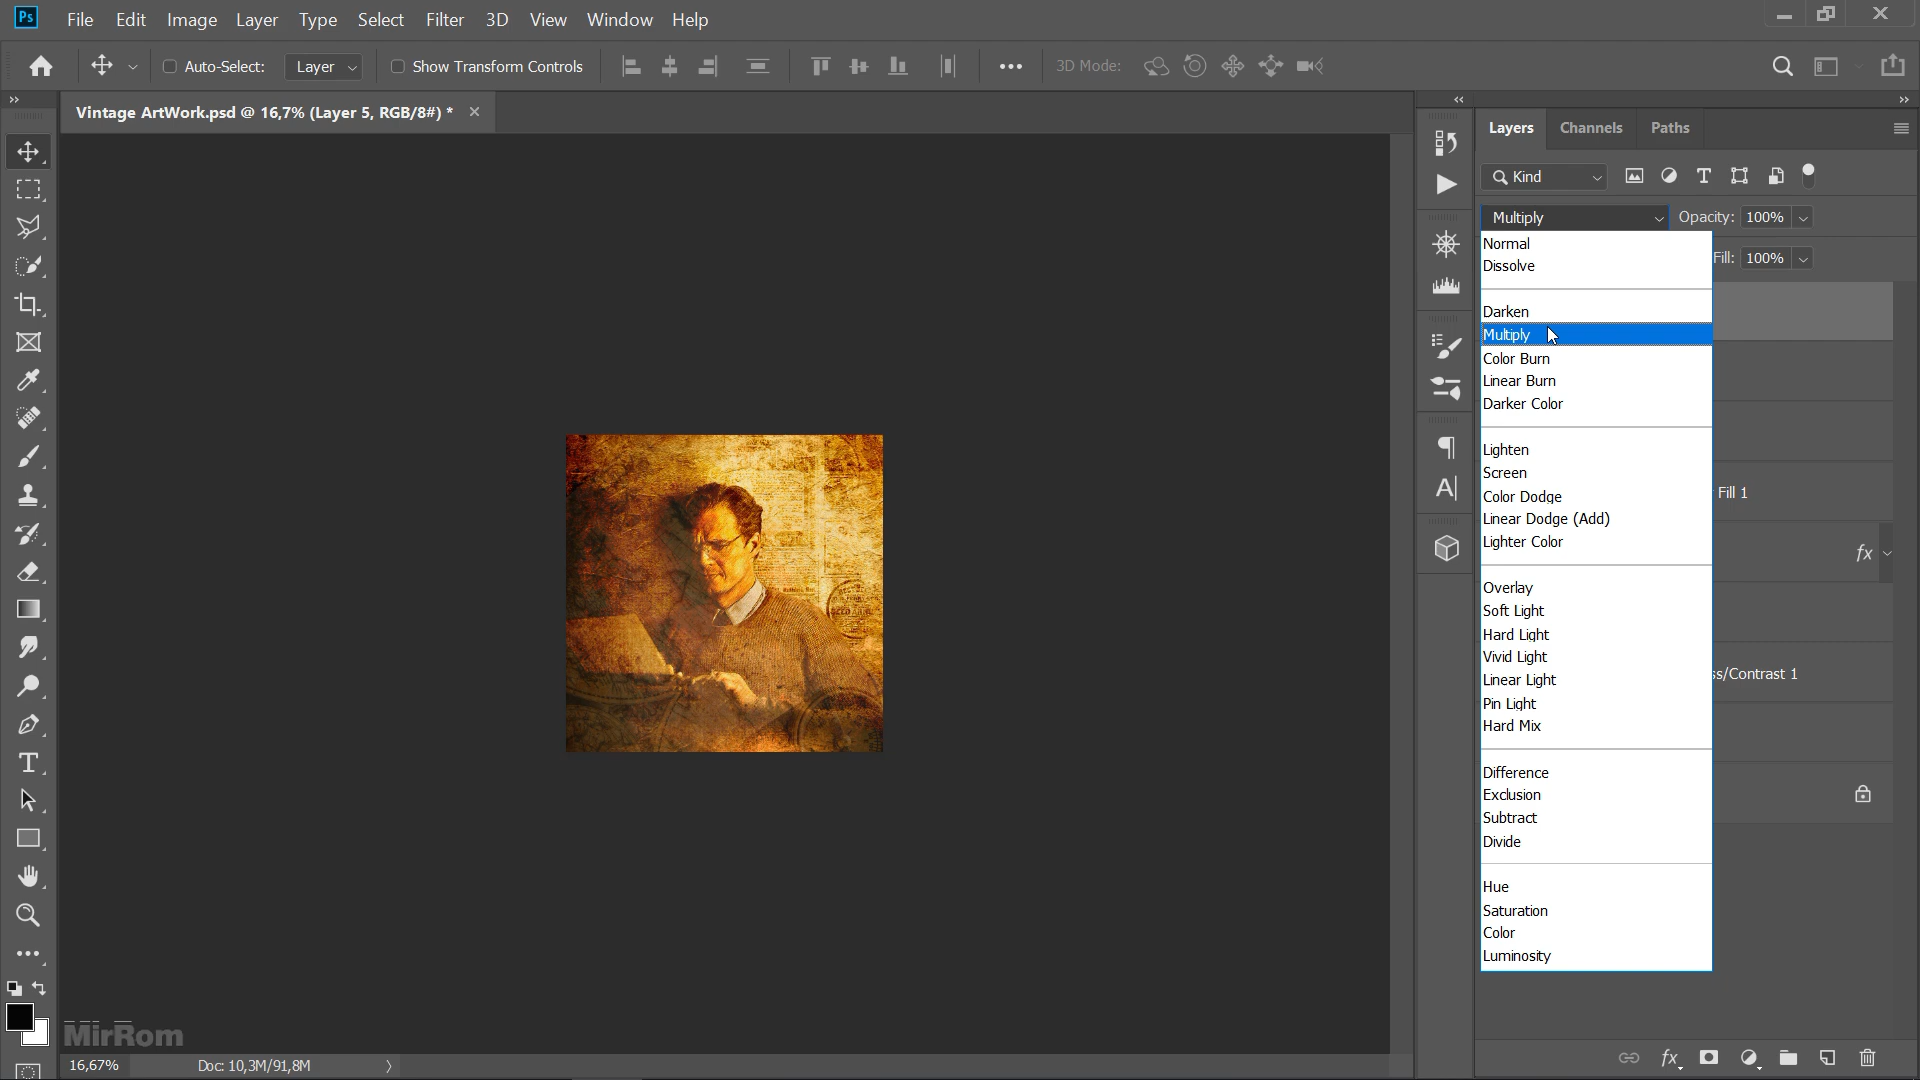 Ps File Edit Image Layer Type Select Filter 3D View Window Help
Auto-Select: Layer Show Transform Controls 3D Mode:
Vintage ArtWork.psd @ 16,7% (Layer 5, RGB/8#) *
Layers Channels Paths
Kind
Multiply Opacity: 100%
Normal
Fill: 100%
Dissolve
Darken
Multiply
Color Burn
Linear Burn
Darker Color
Lighten
Screen
Color Dodge
Fill 1
Linear Dodge (Add)
Lighter Color
fx
Overlay
Soft Light
Hard Light
Vivid Light
ss/Contrast 1
Linear Light
Pin Light
Hard Mix
Difference
Exclusion
Subtract
Divide
Hue
Saturation
Color
Luminosity
MirRom
16,67% Doc: 10,3M/91,8M
fx